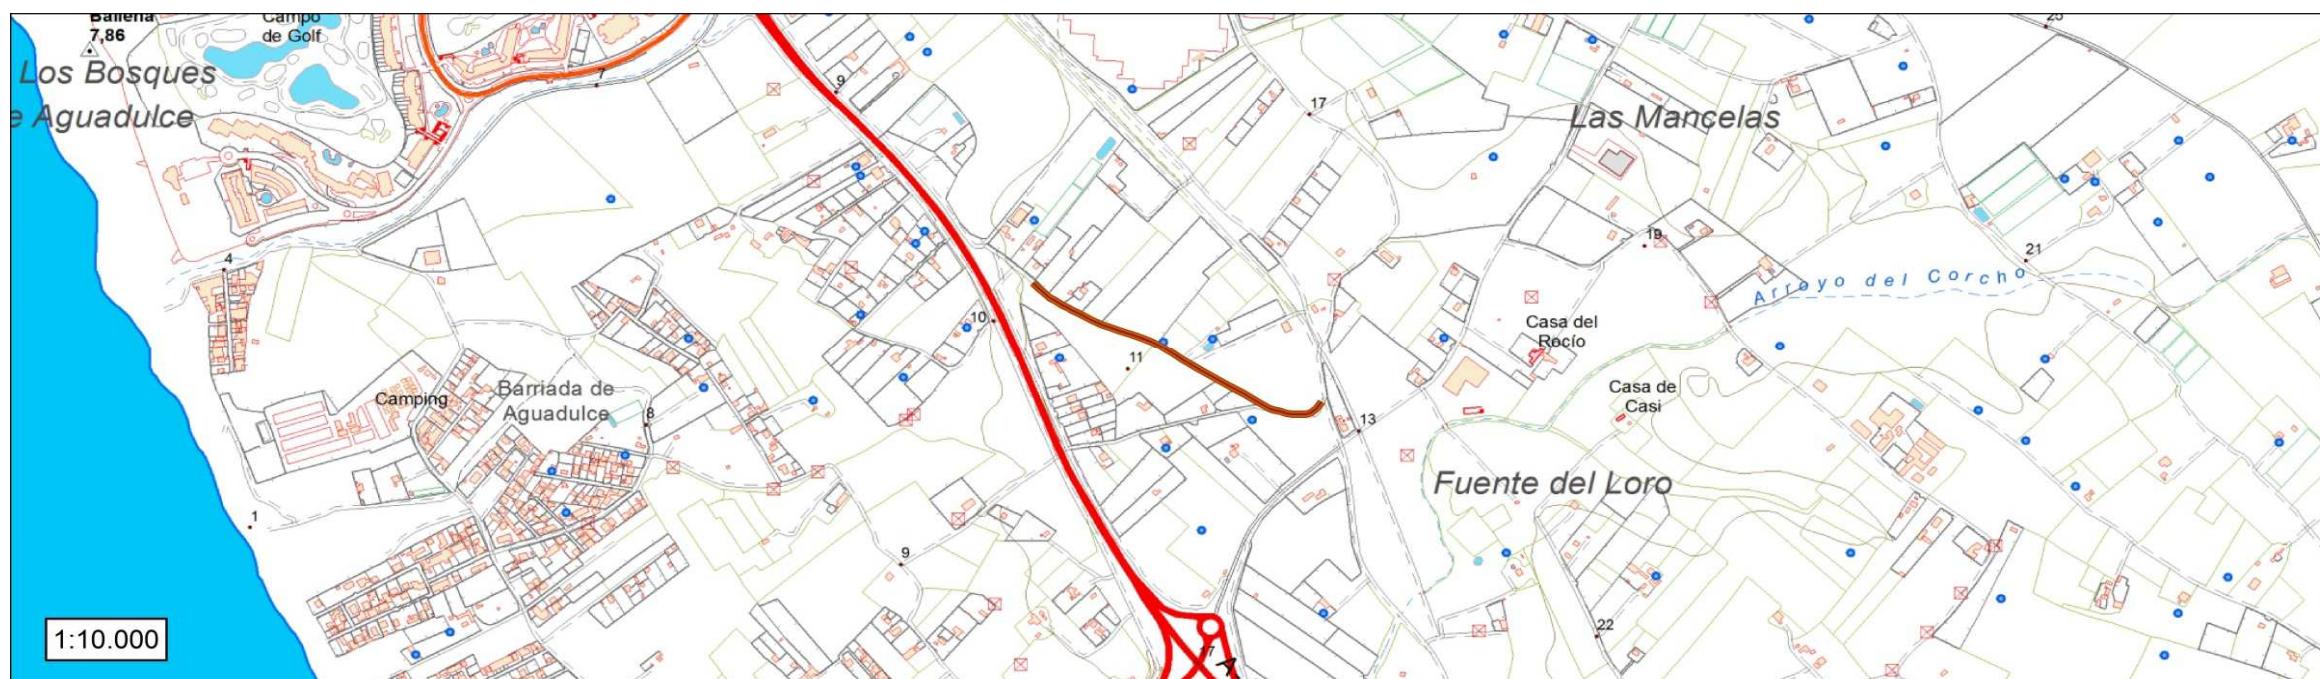 Ballena
7,86
Campo
de Golf
25
Los Bosques
e Aguadulce
7
9
17
Las Mancelas
4
19
21
Arroyo del Corcho
10
11
Casa del
Rocío
Camping
Barriada de
Aguadulce
8
13
Casa de
Casi
Fuente del Loro
1
9
22
1:10.000
17
A